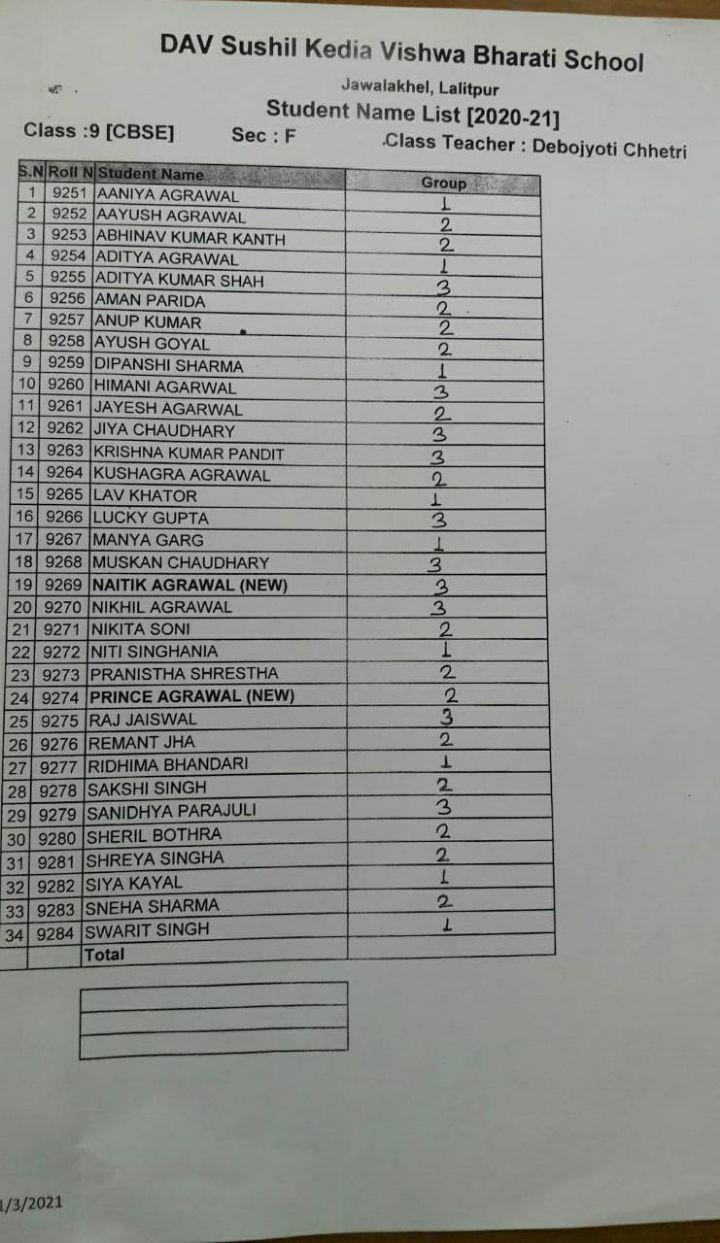 DAV Sushil Kedia Vishwa Bharati School
Jawalakhel, Lalitpur
Student Name List [2020-21]
Class :9 [CBSE] Sec : F Class Teacher : Debojyoti Chhetri
S.N Roll N Student Name Group
1 9251 AANIYA AGRAWAL 1
2 9252 AAYUSH AGRAWAL 2
3 9253 ABHINAV KUMAR KANTH 2
4 9254 ADITYA AGRAWAL 1
5 9255 ADITYA KUMAR SHAH 3
6 9256 AMAN PARIDA 2
7 9257 ANUP KUMAR 2
8 9258 AYUSH GOYAL 2
9 9259 DIPANSHI SHARMA 1
10 9260 HIMANI AGARWAL 3
11 9261 JAYESH AGARWAL 2
12 9262 JIYA CHAUDHARY 3
13 9263 KRISHNA KUMAR PANDIT 3
14 9264 KUSHAGRA AGRAWAL 2
15 9265 LAV KHATOR 1
16 9266 LUCKY GUPTA 3
17 9267 MANYA GARG 1
18 9268 MUSKAN CHAUDHARY 3
19 9269 NAITIK AGRAWAL (NEW) 3
20 9270 NIKHIL AGRAWAL 3
21 9271 NIKITA SONI 2
22 9272 NITI SINGHANIA 1
23 9273 PRANISTHA SHRESTHA 2
24 9274 PRINCE AGRAWAL (NEW) 2
25 9275 RAJ JAISWAL 3
26 9276 REMANT JHA 2
27 9277 RIDHIMA BHANDARI 1
28 9278 SAKSHI SINGH 2
29 9279 SANIDHYA PARAJULI 3
30 9280 SHERIL BOTHRA 2
31 9281 SHREYA SINGHA 2
32 9282 SIYA KAYAL 1
33 9283 SNEHA SHARMA 2
34 9284 SWARIT SINGH 1
Total
1/3/2021